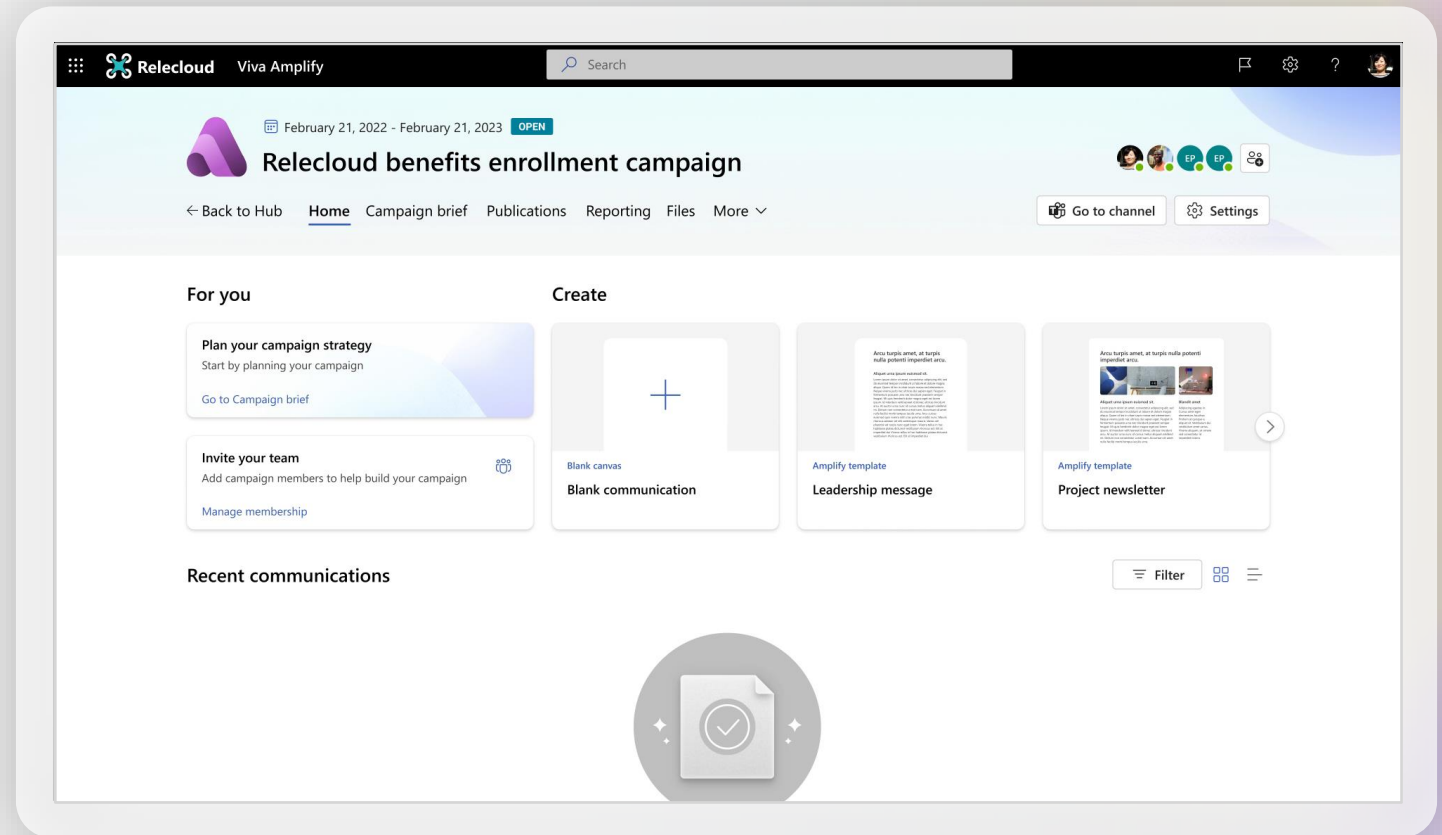 Relecloud Viva Amplify
Search
?
February 21, 2022 - February 21, 2023 OPEN
Relecloud benefits enrollment campaign
EP EP
← Back to Hub Home Campaign brief Publications Reporting Files More
Go to channel Settings
For you
Plan your campaign strategy
Start by planning your campaign
Go to Campaign brief
Invite your team
Add campaign members to help build your campaign
Manage membership
Create
Blank canvas
Blank communication
Arcu turpis amet, at turpis
nulla potenti imperdiet arcu.
Amplify template
Leadership message
Arcu turpis amet, at turpis nulla potenti
imperdiet arcu.
Amplify template
Project newsletter
Recent communications
Filter